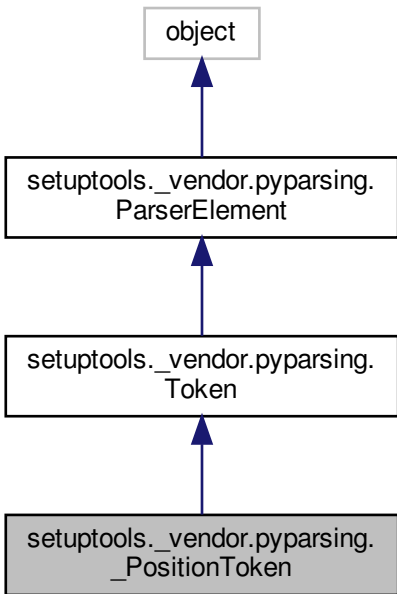 object
setuptools._vendor.pyparsing.
ParserElement
setuptools._vendor.pyparsing.
Token
setuptools._vendor.pyparsing.
_PositionToken